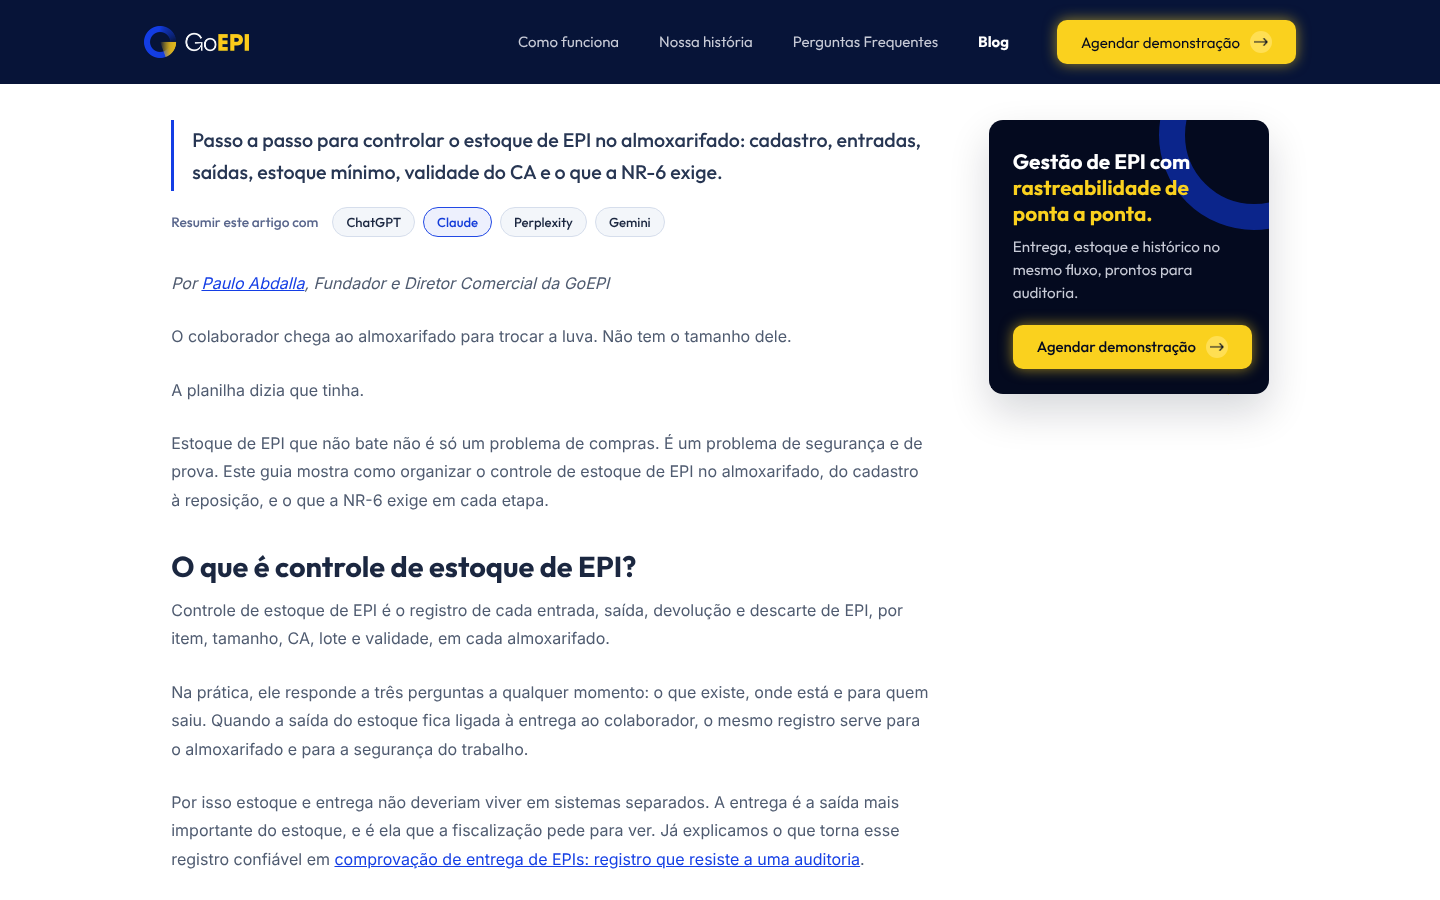 GoEPI
Como funciona
Nossa história
Perguntas Frequentes
Blog
Agendar demonstração
Passo a passo para controlar o estoque de EPI no almoxarifado: cadastro, entradas,
saídas, estoque mínimo, validade do CA e o que a NR-6 exige.
Resumir este artigo com
ChatGPT
Claude
Perplexity
Gemini
Por Paulo Abdalla, Fundador e Diretor Comercial da GoEPI
O colaborador chega ao almoxarifado para trocar a luva. Não tem o tamanho dele.
A planilha dizia que tinha.
Estoque de EPI que não bate não é só um problema de compras. É um problema de segurança e de
prova. Este guia mostra como organizar o controle de estoque de EPI no almoxarifado, do cadastro
à reposição, e o que a NR-6 exige em cada etapa.
O que é controle de estoque de EPI?
Controle de estoque de EPI é o registro de cada entrada, saída, devolução e descarte de EPI, por
item, tamanho, CA, lote e validade, em cada almoxarifado.
Na prática, ele responde a três perguntas a qualquer momento: o que existe, onde está e para quem
saiu. Quando a saída do estoque fica ligada à entrega ao colaborador, o mesmo registro serve para
o almoxarifado e para a segurança do trabalho.
Por isso estoque e entrega não deveriam viver em sistemas separados. A entrega é a saída mais
importante do estoque, e é ela que a fiscalização pede para ver. Já explicamos o que torna esse
registro confiável em comprovação de entrega de EPIs: registro que resiste a uma auditoria.
Gestão de EPI com
rastreabilidade de
ponta a ponta.
Entrega, estoque e histórico no
mesmo fluxo, prontos para
auditoria.
Agendar demonstração